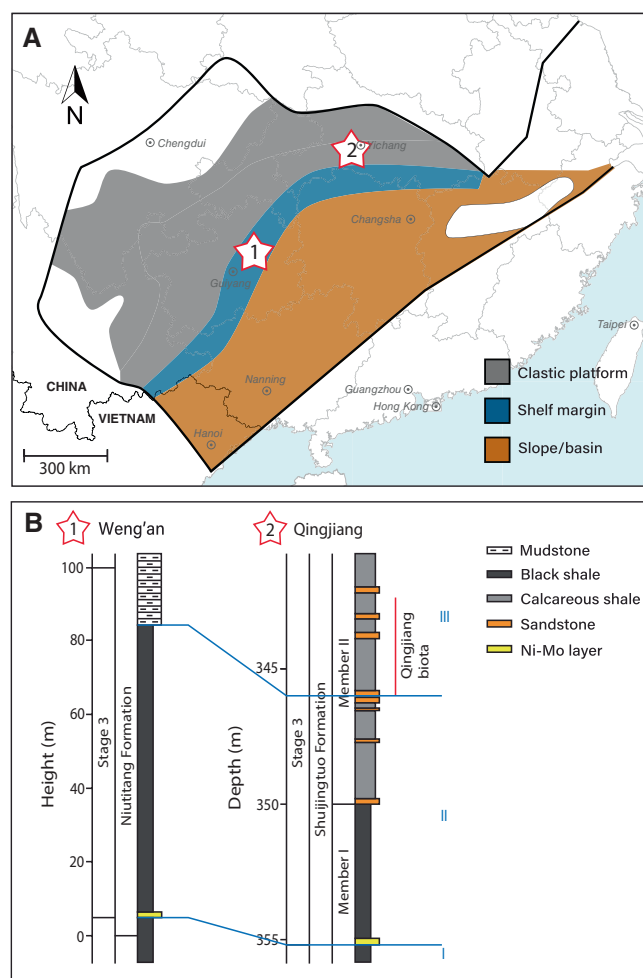 A
N
Chengdui
2
Yichang
Changsha
1
Guiyang
Taipei
CHINA
VIETNAM
Nanning
Guangzhou
Hong Kong
Hanoi
300 km
Clastic platform
Shelf margin
Slope/basin
B
1 Weng'an
2 Qingjiang
Mudstone
Black shale
Calcareous shale
Sandstone
Ni-Mo layer
Height (m)
100
80
60
40
20
0
Stage 3
Niutitang Formation
Depth (m)
345
350
355
Stage 3
Shuijingtuo Formation
Member II
Member I
Qingjiang
biota
III
II
I